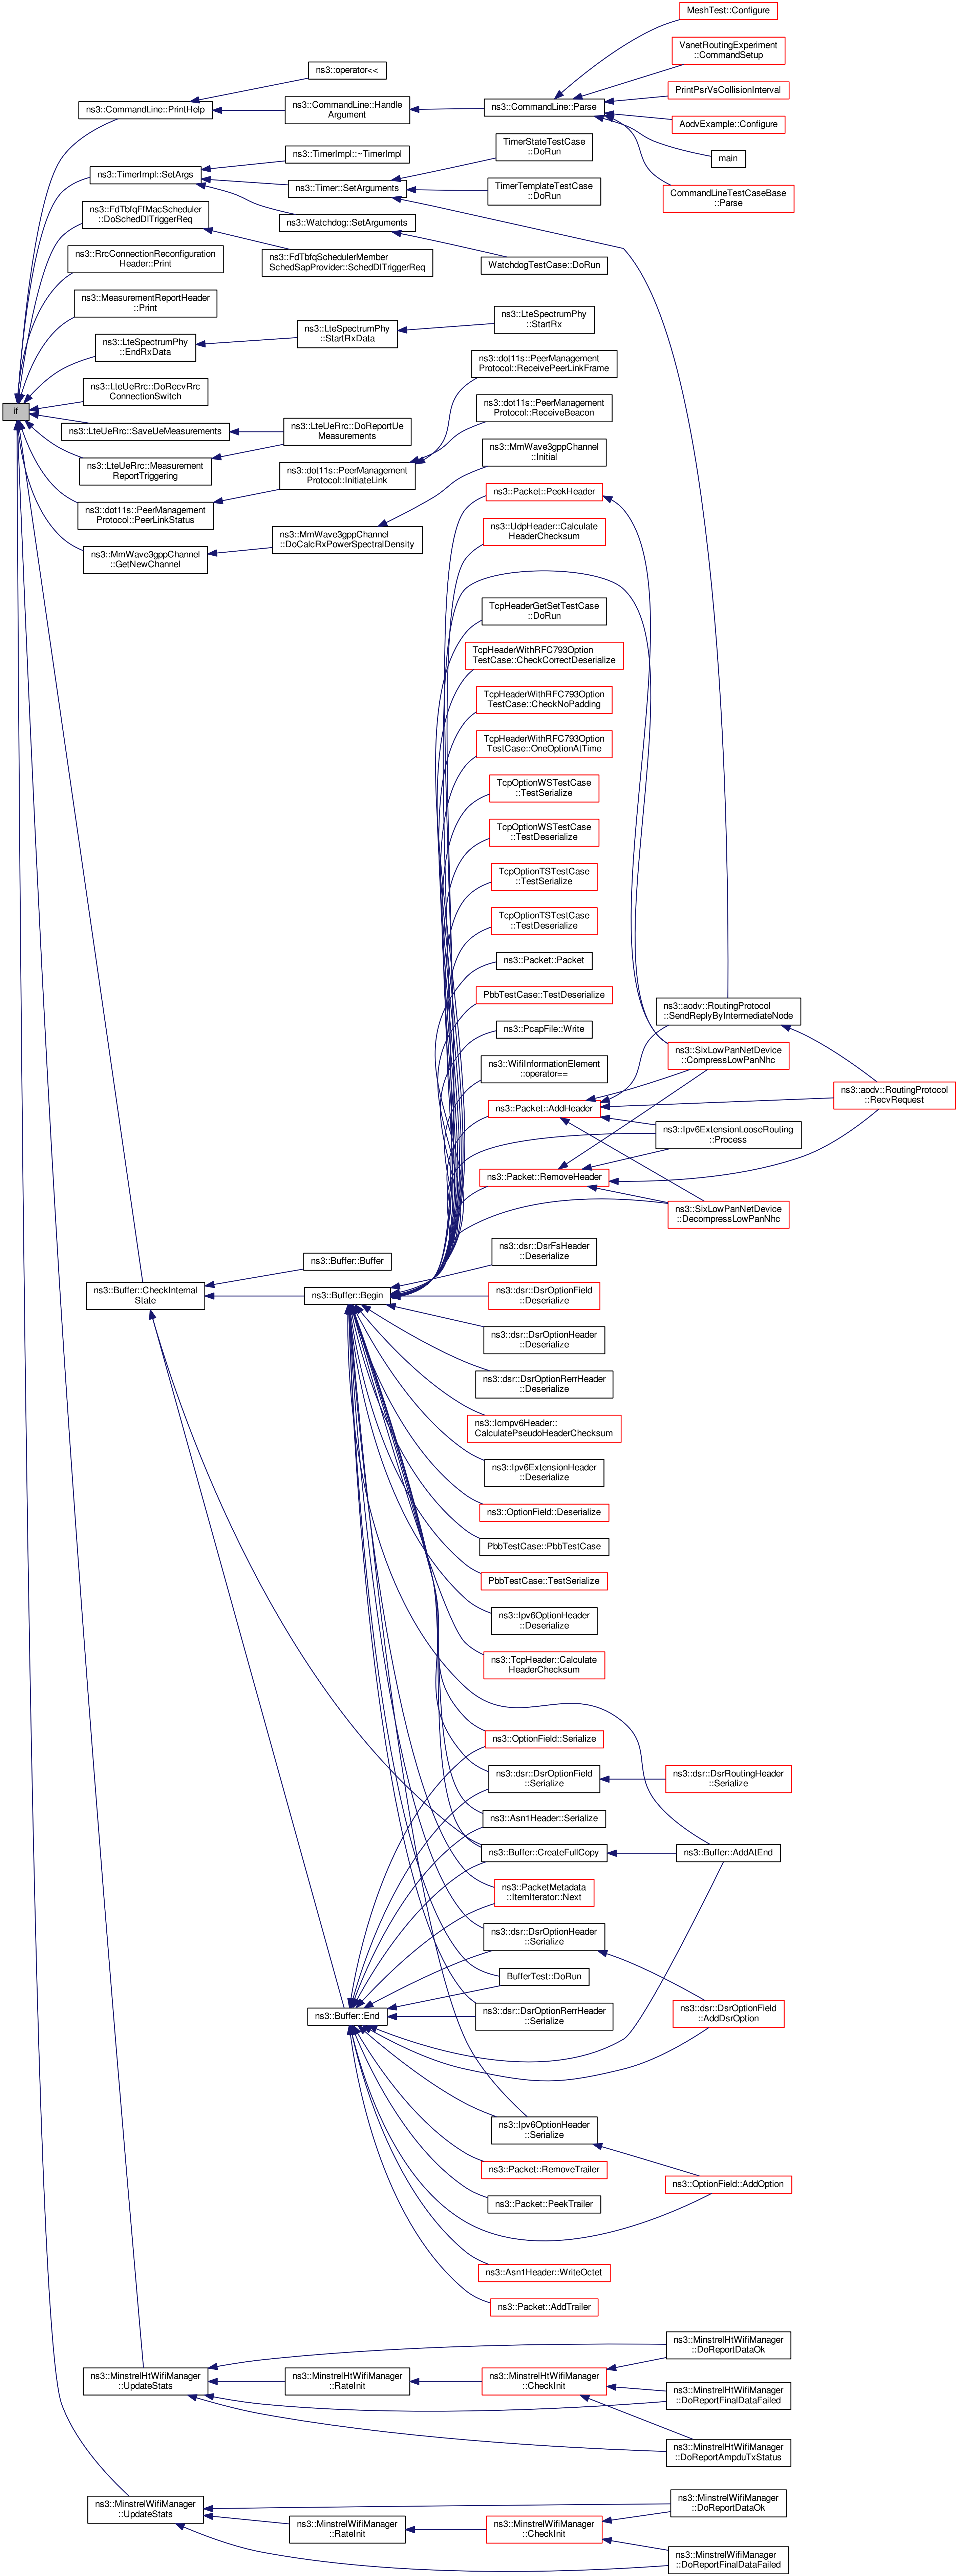 MeshTest::Configure
VanetRoutingExperiment
::CommandSetup
ns3::operator<<
PrintPsrVsCollisionInterval
ns3::CommandLine::PrintHelp
ns3::CommandLine::Handle
Argument
ns3::CommandLine::Parse
AodvExample::Configure
main
TimerStateTestCase
::DoRun
ns3::TimerImpl::~TimerImpl
ns3::TimerImpl::SetArgs
ns3::Timer::SetArguments
TimerTemplateTestCase
::DoRun
CommandLineTestCaseBase
::Parse
ns3::FdTbfqFfMacScheduler
::DoSchedDlTriggerReq
ns3::Watchdog::SetArguments
ns3::RrcConnectionReconfiguration
Header::Print
ns3::FdTbfqSchedulerMember
SchedSapProvider::SchedDlTriggerReq
WatchdogTestCase::DoRun
ns3::MeasurementReportHeader
::Print
ns3::LteSpectrumPhy
::EndRxData
ns3::LteSpectrumPhy
::StartRxData
ns3::LteSpectrumPhy
::StartRx
ns3::dot11s::PeerManagement
Protocol::ReceivePeerLinkFrame
ns3::LteUeRrc::DoRecvRrc
ConnectionSwitch
if
ns3::dot11s::PeerManagement
Protocol::ReceiveBeacon
ns3::LteUeRrc::SaveUeMeasurements
ns3::LteUeRrc::DoReportUe
Measurements
ns3::MmWave3gppChannel
::Initial
ns3::LteUeRrc::Measurement
ReportTriggering
ns3::dot11s::PeerManagement
Protocol::InitiateLink
ns3::Packet::PeekHeader
ns3::dot11s::PeerManagement
Protocol::PeerLinkStatus
ns3::UdpHeader::Calculate
HeaderChecksum
ns3::MmWave3gppChannel
::GetNewChannel
ns3::MmWave3gppChannel
::DoCalcRxPowerSpectralDensity
TcpHeaderGetSetTestCase
::DoRun
TcpHeaderWithRFC793Option
TestCase::CheckCorrectDeserialize
TcpHeaderWithRFC793Option
TestCase::CheckNoPadding
TcpHeaderWithRFC793Option
TestCase::OneOptionAtTime
TcpOptionWSTestCase
::TestSerialize
TcpOptionWSTestCase
::TestDeserialize
TcpOptionTSTestCase
::TestSerialize
TcpOptionTSTestCase
::TestDeserialize
ns3::Packet::Packet
PbbTestCase::TestDeserialize
ns3::aodv::RoutingProtocol
::SendReplyByIntermediateNode
ns3::PcapFile::Write
ns3::SixLowPanNetDevice
::CompressLowPanNhc
ns3::WifiInformationElement
::operator==
ns3::aodv::RoutingProtocol
::RecvRequest
ns3::Packet::AddHeader
ns3::Ipv6ExtensionLooseRouting
::Process
ns3::Packet::RemoveHeader
ns3::SixLowPanNetDevice
::DecompressLowPanNhc
ns3::dsr::DsrFsHeader
::Deserialize
ns3::Buffer::Buffer
ns3::Buffer::CheckInternal
State
ns3::Buffer::Begin
ns3::dsr::DsrOptionField
::Deserialize
ns3::dsr::DsrOptionHeader
::Deserialize
ns3::dsr::DsrOptionRerrHeader
::Deserialize
ns3::Icmpv6Header::
CalculatePseudoHeaderChecksum
ns3::Ipv6ExtensionHeader
::Deserialize
ns3::OptionField::Deserialize
PbbTestCase::PbbTestCase
PbbTestCase::TestSerialize
ns3::Ipv6OptionHeader
::Deserialize
ns3::TcpHeader::Calculate
HeaderChecksum
ns3::OptionField::Serialize
ns3::dsr::DsrOptionField
::Serialize
ns3::dsr::DsrRoutingHeader
::Serialize
ns3::Asn1Header::Serialize
ns3::Buffer::CreateFullCopy
ns3::Buffer::AddAtEnd
ns3::PacketMetadata
::ItemIterator::Next
ns3::dsr::DsrOptionHeader
::Serialize
BufferTest::DoRun
ns3::Buffer::End
ns3::dsr::DsrOptionRerrHeader
::Serialize
ns3::dsr::DsrOptionField
::AddDsrOption
ns3::Ipv6OptionHeader
::Serialize
ns3::Packet::RemoveTrailer
ns3::OptionField::AddOption
ns3::Packet::PeekTrailer
ns3::Asn1Header::WriteOctet
ns3::Packet::AddTrailer
ns3::MinstrelHtWifiManager
::DoReportDataOk
ns3::MinstrelHtWifiManager
::UpdateStats
ns3::MinstrelHtWifiManager
::RateInit
ns3::MinstrelHtWifiManager
::CheckInit
ns3::MinstrelHtWifiManager
::DoReportFinalDataFailed
ns3::MinstrelHtWifiManager
::DoReportAmpduTxStatus
ns3::MinstrelWifiManager
::UpdateStats
ns3::MinstrelWifiManager
::DoReportDataOk
ns3::MinstrelWifiManager
::RateInit
ns3::MinstrelWifiManager
::CheckInit
ns3::MinstrelWifiManager
::DoReportFinalDataFailed